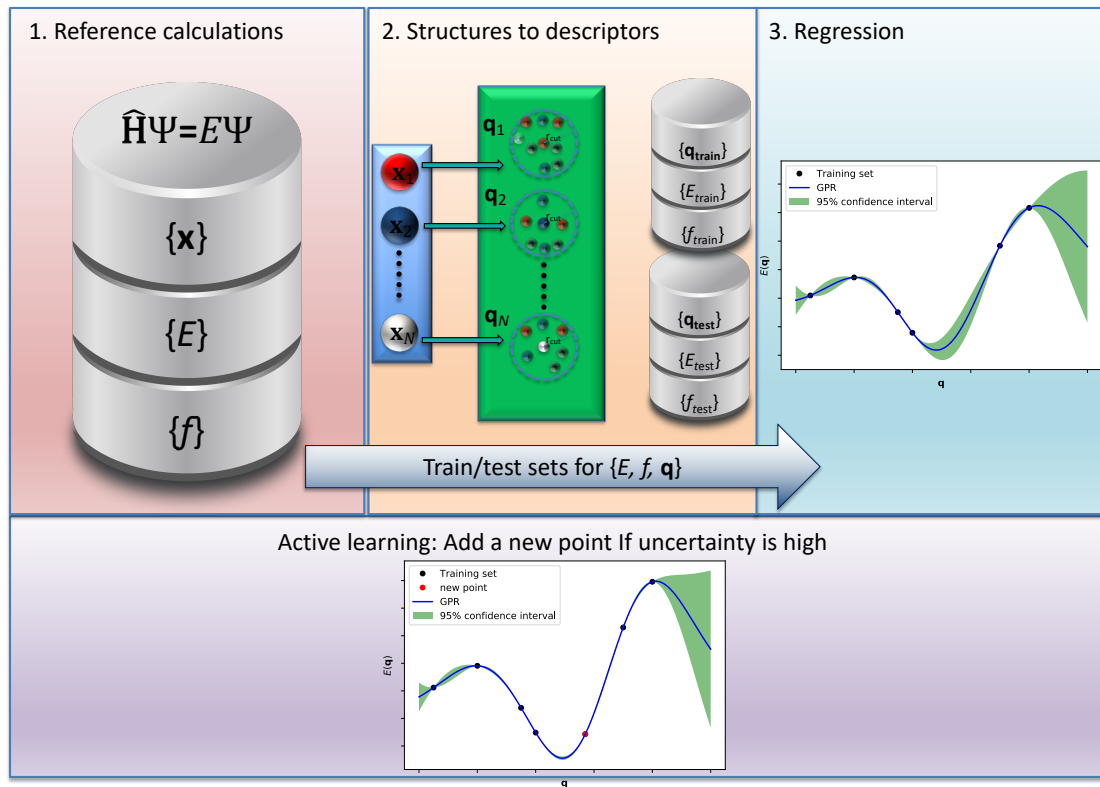 1. Reference calculations
ĤΨ=EΨ
{x}
{E}
{f}
2. Structures to descriptors
x1
x2
xN
q1
rcut
q2
rcut
qN
rcut
{qtrain}
{Etrain}
{ftrain}
{qtest}
{Etest}
{ftest}
3. Regression
Training set
GPR
95% confidence interval
E(q)
q
Train/test sets for {E, f, q}
Active learning: Add a new point If uncertainty is high
Training set
new point
GPR
95% confidence interval
E(q)
q